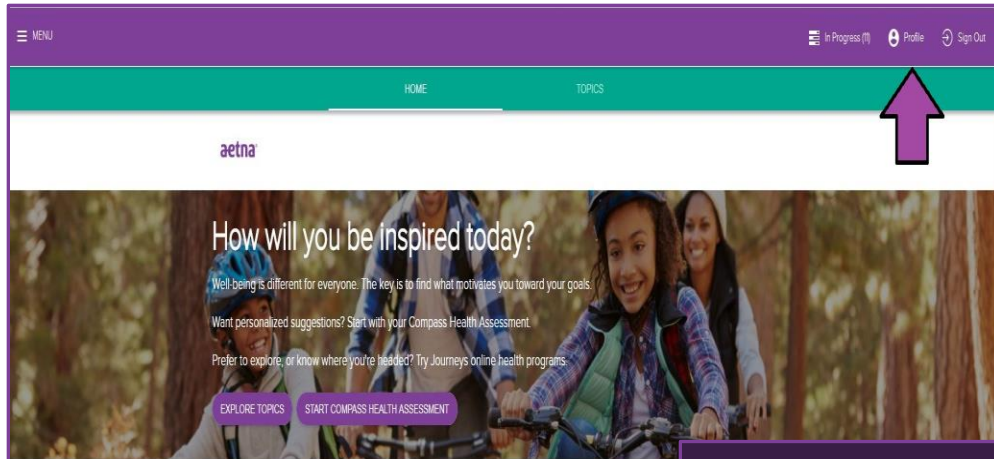 MENU
In Progress (11)
Profile
Sign Out
HOME
TOPICS
aetna
How will you be inspired today?
Well-being is different for everyone. The key is to find what motivates you toward your goals.
Want personalized suggestions? Start with your Compass Health Assessment.
Prefer to explore, or know where you're headed? Try Journeys online health programs.
EXPLORE TOPICS
START COMPASS HEALTH ASSESSMENT